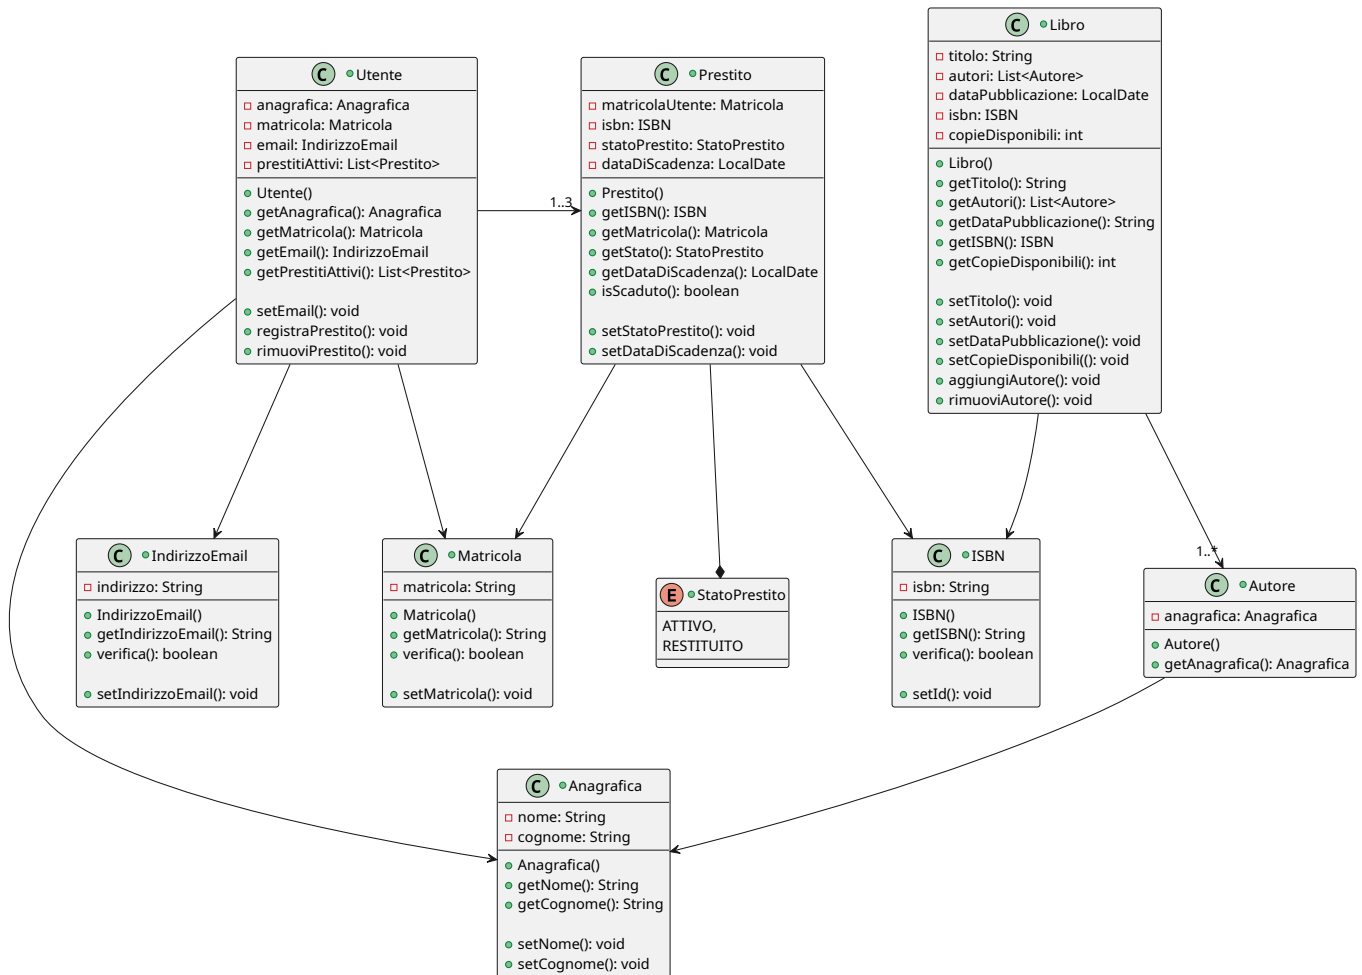 C Utente
anagrafica: Anagrafica
matricola: Matricola
email: IndirizzoEmail
prestitiAttivi: List<Prestito>
Utente()
getAnagrafica(): Anagrafica
getMatricola(): Matricola
getEmail(): IndirizzoEmail
getPrestitiAttivi(): List<Prestito>
setEmail(): void
registraPrestito(): void
rimuoviPrestito(): void
1..3
C Prestito
matricolaUtente: Matricola
isbn: ISBN
statoPrestito: StatoPrestito
dataDiScadenza: LocalDate
Prestito()
getISBN(): ISBN
getMatricola(): Matricola
getStato(): StatoPrestito
getDataDiScadenza(): LocalDate
isScaduto(): boolean
setStatoPrestito(): void
setDataDiScadenza(): void
C Libro
titolo: String
autori: List<Autore>
dataPubblicazione: LocalDate
isbn: ISBN
copieDisponibili: int
Libro()
getTitolo(): String
getAutori(): List<Autore>
getDataPubblicazione(): String
getISBN(): ISBN
getCopieDisponibili(): int
setTitolo(): void
setAutori(): void
setDataPubblicazione(): void
setCopieDisponibili((): void
aggiungiAutore(): void
rimuoviAutore(): void
C IndirizzoEmail
indirizzo: String
IndirizzoEmail()
getIndirizzoEmail(): String
verifica(): boolean
setIndirizzoEmail(): void
C Matricola
matricola: String
Matricola()
getMatricola(): String
verifica(): boolean
setMatricola(): void
E StatoPrestito
ATTIVO,
RESTITUITO
C ISBN
isbn: String
ISBN()
getISBN(): String
verifica(): boolean
setId(): void
1..*
C Autore
anagrafica: Anagrafica
Autore()
getAnagrafica(): Anagrafica
C Anagrafica
nome: String
cognome: String
Anagrafica()
getNome(): String
getCognome(): String
setNome(): void
setCognome(): void